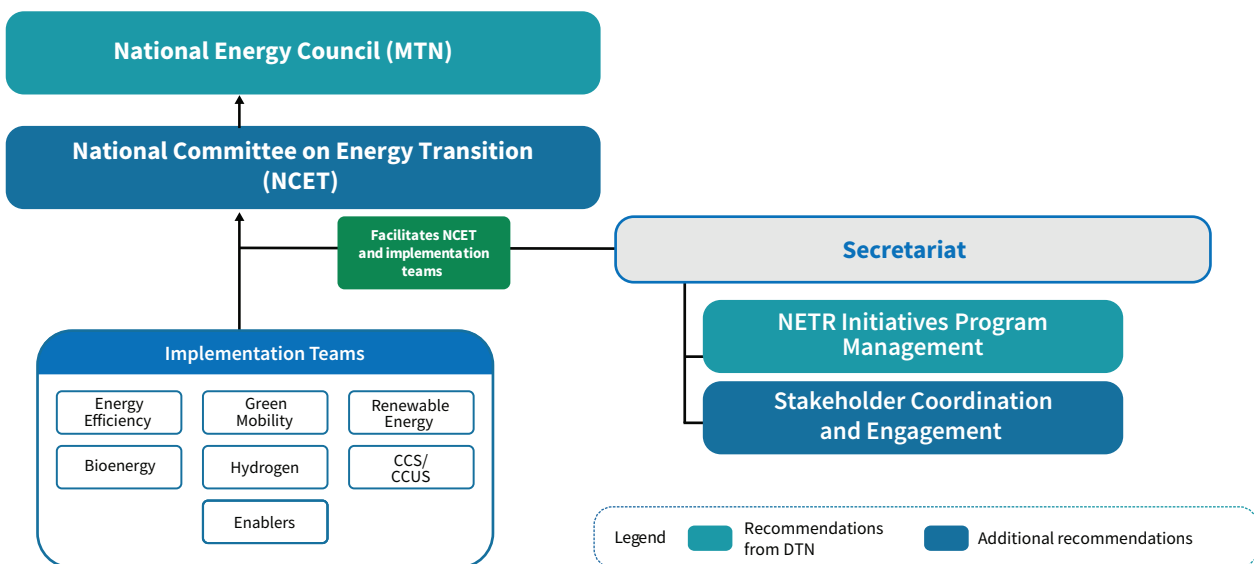 National Energy Council (MTN)
National Committee on Energy Transition
(NCET)
Facilitates NCET
and implementation
teams
Secretariat
NETR Initiatives Program
Management
Stakeholder Coordination
and Engagement
Implementation Teams
Energy
Efficiency
Green
Mobility
Renewable
Energy
Bioenergy
Hydrogen
CCS/
CCUS
Enablers
Legend
Recommendations
from DTN
Additional recommendations